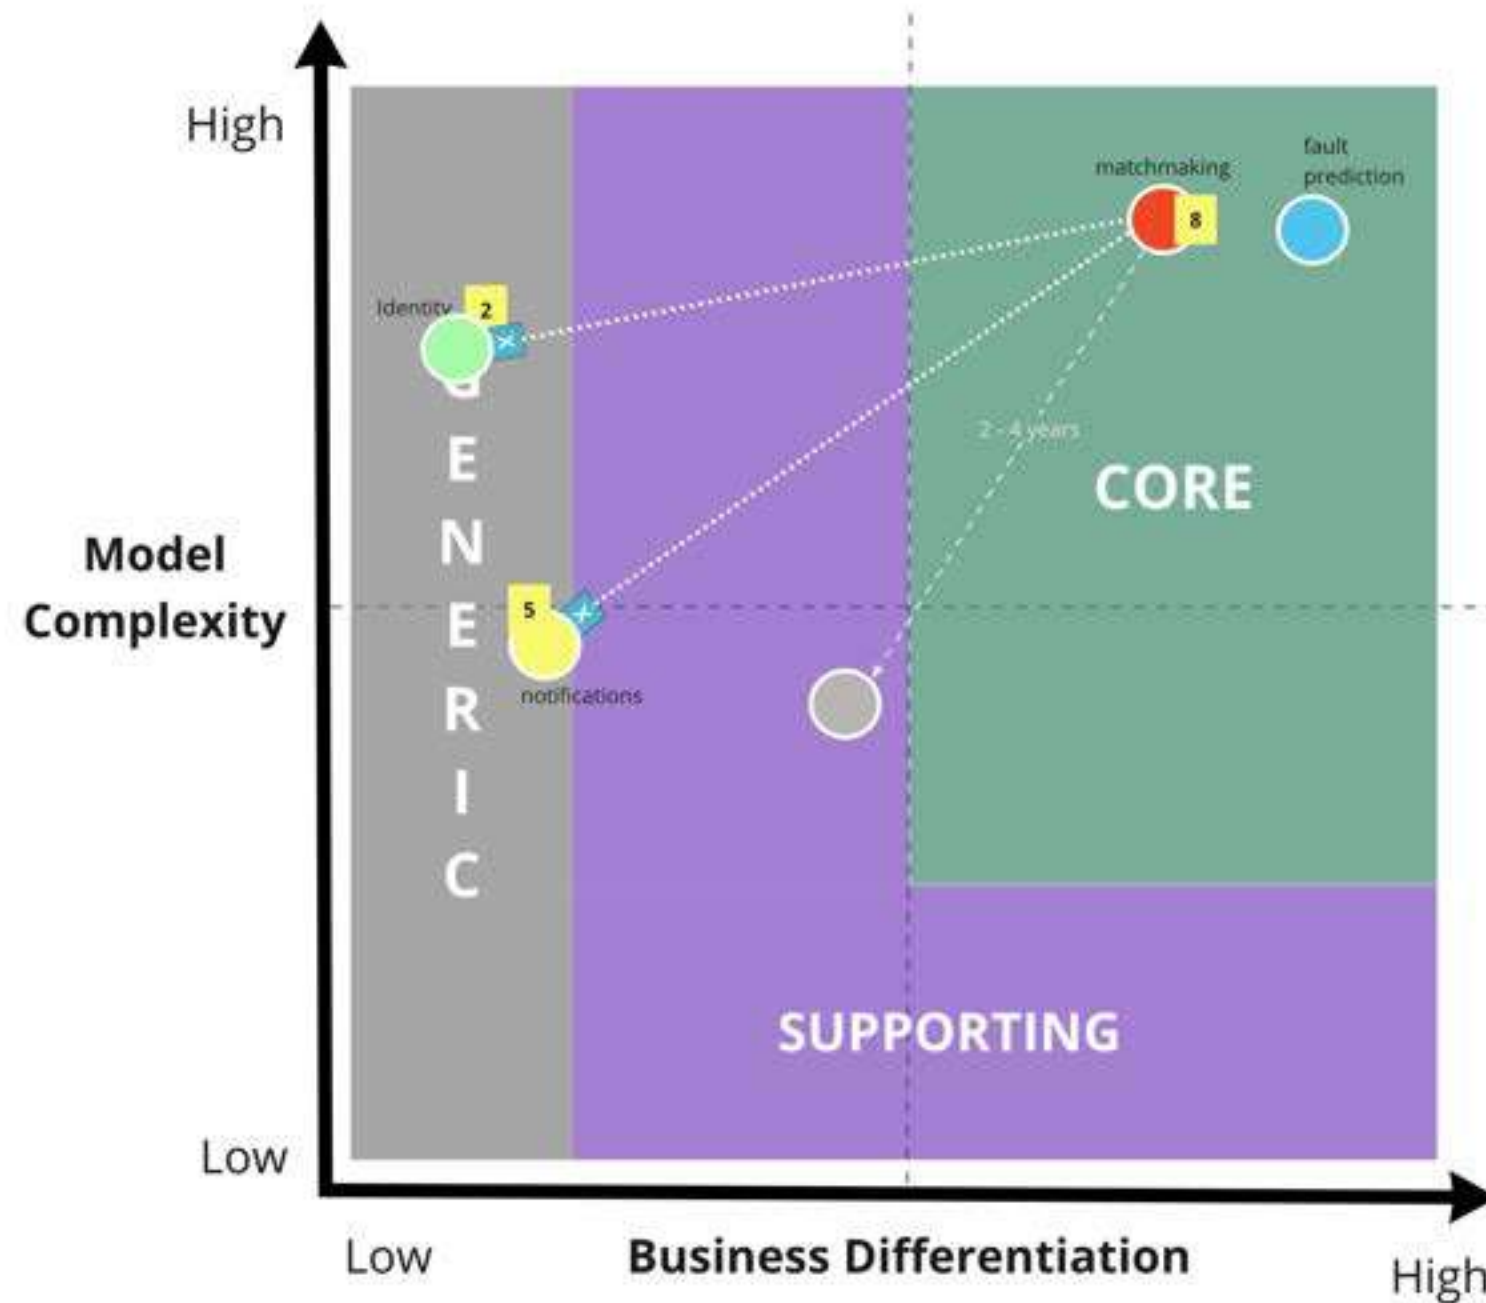 High
fault
matchmaking
prediction
8
Identity
2
X
2 - 4 years
CORE
G
E
N
E
R
I
C
Model
Complexity
5
X
notifications
SUPPORTING
Low
Low
Business Differentiation
High